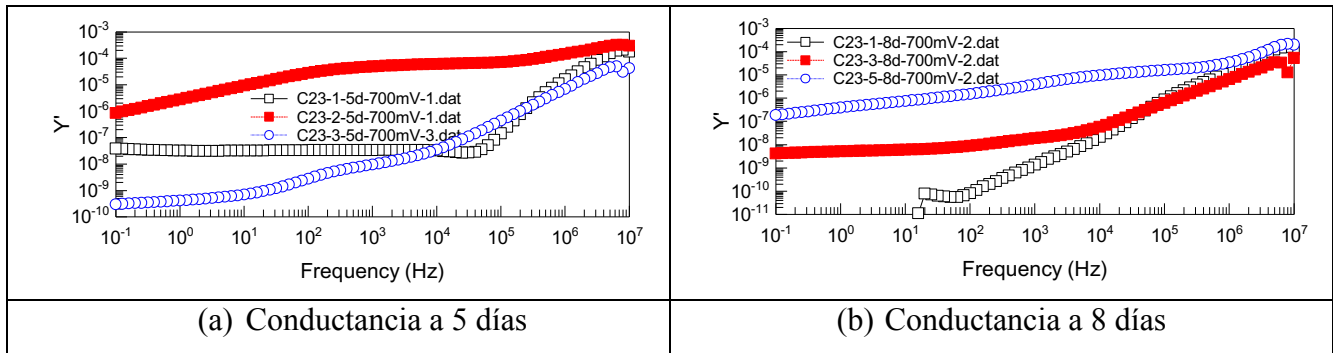 10⁻³
10⁻⁴
10⁻⁵
10⁻⁶
10⁻⁷
10⁻⁸
10⁻⁹
10⁻¹⁰
Y'
C23-1-5d-700mV-1.dat
C23-2-5d-700mV-1.dat
C23-3-5d-700mV-3.dat
10⁻¹ 10⁰ 10¹ 10² 10³ 10⁴ 10⁵ 10⁶ 10⁷
Frequency (Hz)
(a) Conductancia a 5 días
10⁻³
10⁻⁴
10⁻⁵
10⁻⁶
10⁻⁷
10⁻⁸
10⁻⁹
10⁻¹⁰
10⁻¹¹
Y'
C23-1-8d-700mV-2.dat
C23-3-8d-700mV-2.dat
C23-5-8d-700mV-2.dat
10⁻¹ 10⁰ 10¹ 10² 10³ 10⁴ 10⁵ 10⁶ 10⁷
Frequency (Hz)
(b) Conductancia a 8 días